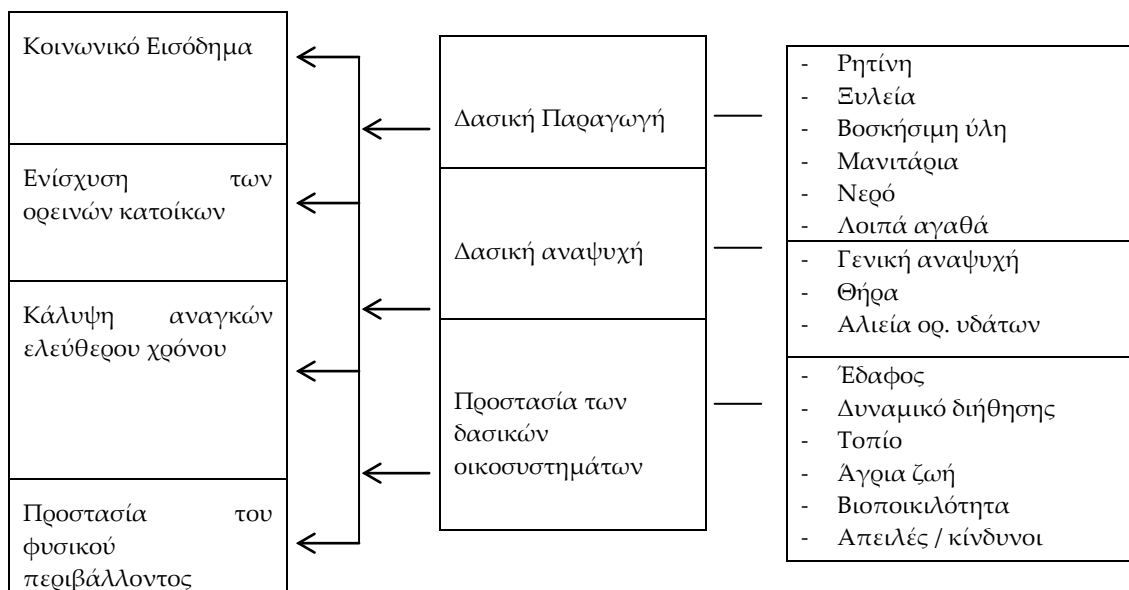 Κοινωνικό Εισόδημα
Ενίσχυση των
ορεινών κατοίκων
Κάλυψη αναγκών
ελεύθερου χρόνου
Προστασία του
φυσικού
περιβάλλοντος
Δασική Παραγωγή
Δασική αναψυχή
Προστασία των
δασικών
οικοσυστημάτων
- Ρητίνη
- Ξυλεία
- Βοσκήσιμη ύλη
- Μανιτάρια
- Νερό
- Λοιπά αγαθά
- Γενική αναψυχή
- Θήρα
- Αλιεία ορ. υδάτων
- Έδαφος
- Δυναμικό διήθησης
- Τοπίο
- Άγρια ζωή
- Βιοποικιλότητα
- Απειλές / κίνδυνοι